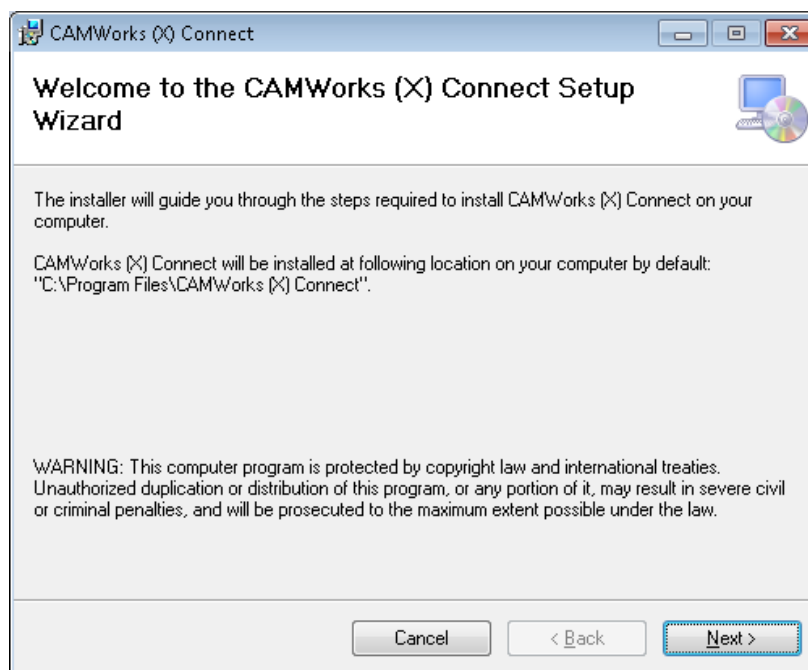 CAMWorks (X) Connect
Welcome to the CAMWorks (X) Connect Setup
Wizard
The installer will guide you through the steps required to install CAMWorks (X) Connect on your
computer.
CAMWorks (X) Connect will be installed at following location on your computer by default:
"C:\Program Files\CAMWorks (X) Connect".
WARNING: This computer program is protected by copyright law and international treaties.
Unauthorized duplication or distribution of this program, or any portion of it, may result in severe civil
or criminal penalties, and will be prosecuted to the maximum extent possible under the law.
Cancel
< Back
Next >